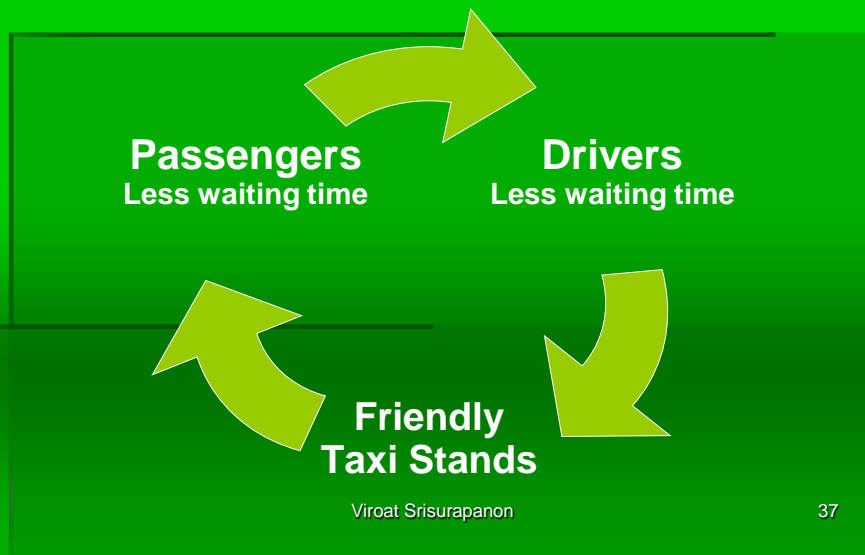 Passengers
Less waiting time
Drivers
Less waiting time
Friendly
Taxi Stands
Viroat Srisurapanon
37